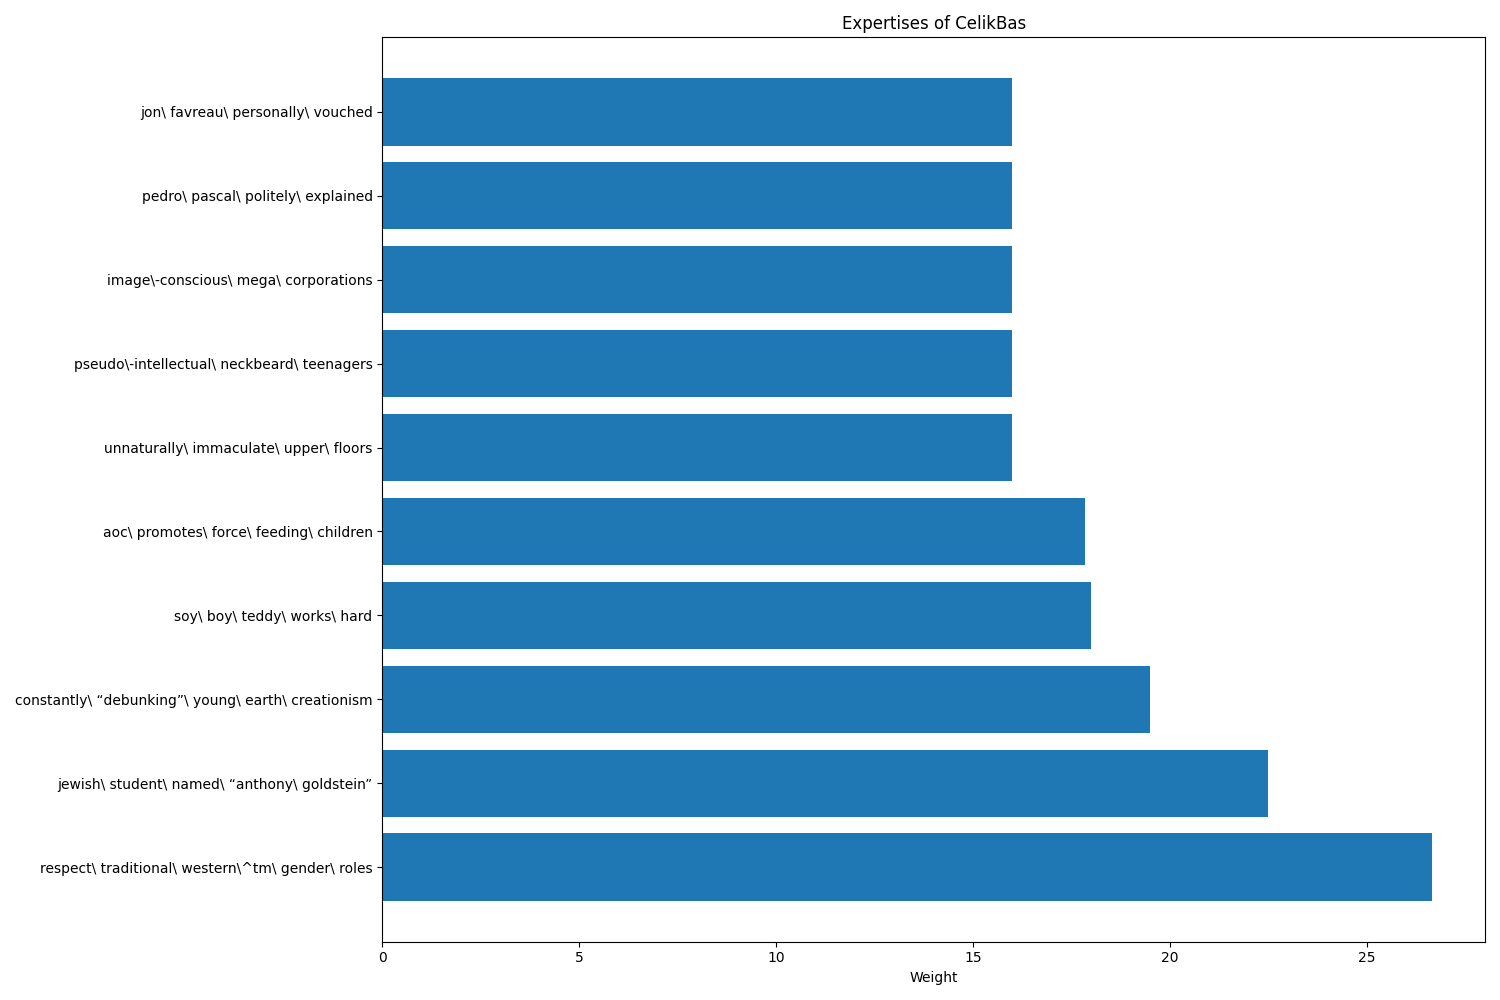 Expertises of CelikBas
jon\ favreau\ personally\ vouched
pedro\ pascal\ politely\ explained
image\-conscious\ mega\ corporations
pseudo\-intellectual\ neckbeard\ teenagers
unnaturally\ immaculate\ upper\ floors
aoc\ promotes\ force\ feeding\ children
soy\ boy\ teddy\ works\ hard
constantly\ “debunking”\ young\ earth\ creationism
jewish\ student\ named\ “anthony\ goldstein”
respect\ traditional\ western\^tm\ gender\ roles
0 5 10 15 20 25
Weight